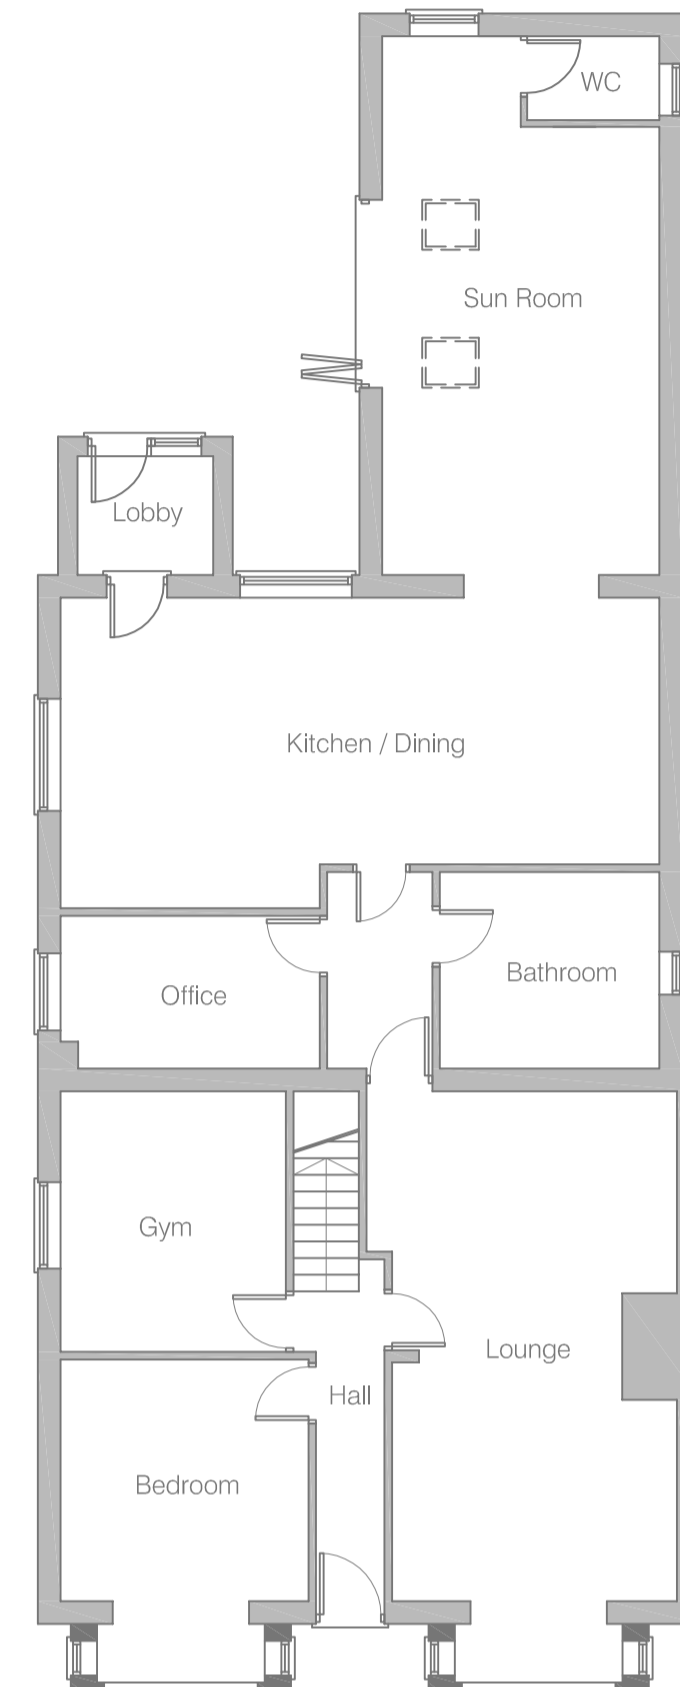 WC
Sun Room
Lobby
Kitchen / Dining
Bathroom
Office
Gym
Lounge
Hall
Bedroom